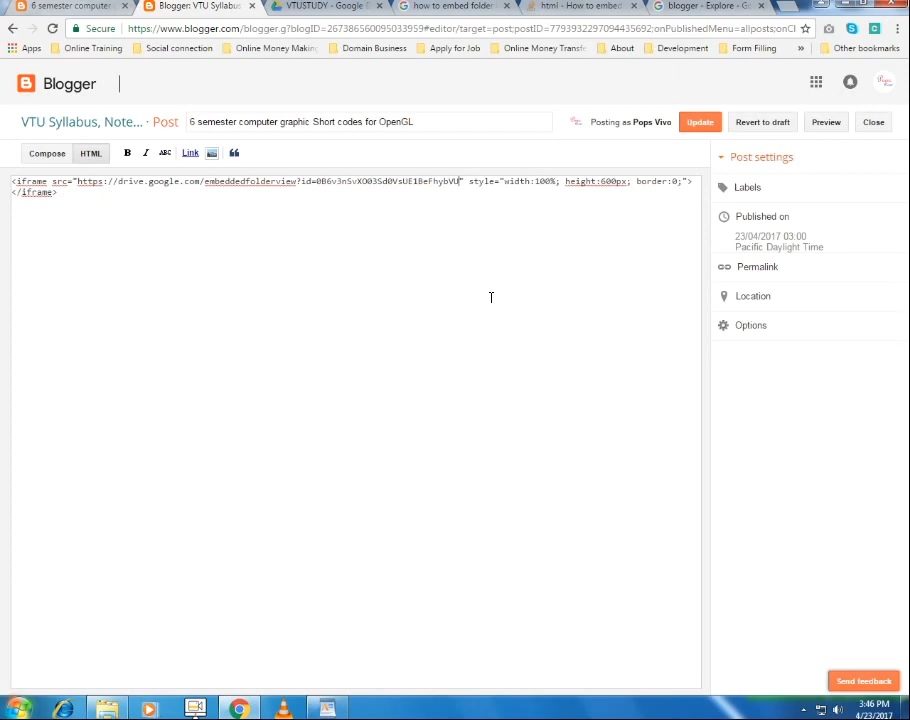 6 semester computer
Blogger: VTU Syllabus
VTUSTUDY - Google
how to embed folder
html - How to embed
blogger - Explore - G
Secure
https://www.blogger.com/blogger.g?blogID=267386560095033959#editor/target=post;postID=7793932297094435692;onPublishedMenu=allposts;onCl
Apps
Online Training
Social connection
Online Money Making
Domain Business
Apply for Job
Online Money Transfe
About
Development
Form Filling
»
Other bookmarks
Blogger
VTU Syllabus, Note... · Post
6 semester computer graphic Short codes for OpenGL
Posting as Pops Vivo
Update
Revert to draft
Preview
Close
Compose
HTML
B
I
ABC
Link
Post settings
<iframe src="https://drive.google.com/embeddedfolderview?id=0B6v3nSvXO03Sd0VsUE1BeFhybVU" style="width:100%; height:600px; border:0;">
</iframe>
Labels
Published on
23/04/2017 03:00
Pacific Daylight Time
Permalink
Location
Options
Send feedback
3:46 PM
4/23/2017